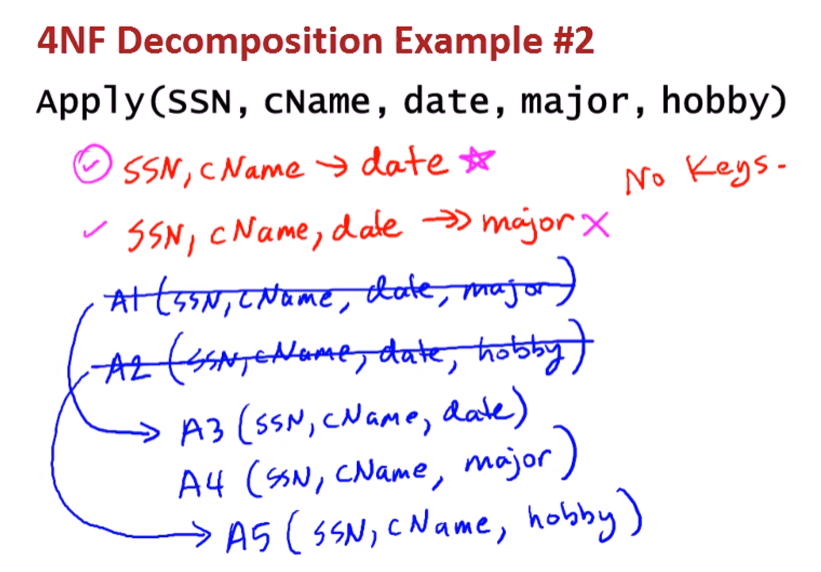 4NF Decomposition Example #2
Apply(SSN, cName, date, major, hobby)
SSN, cName → date
No Keys.
SSN, cName, date ↠ major
A1 (SSN, cName, date, major)
A2 (SSN, cName, date, hobby)
A3 (SSN, cName, date)
A4 (SSN, cName, major)
A5 (SSN, cName, hobby)